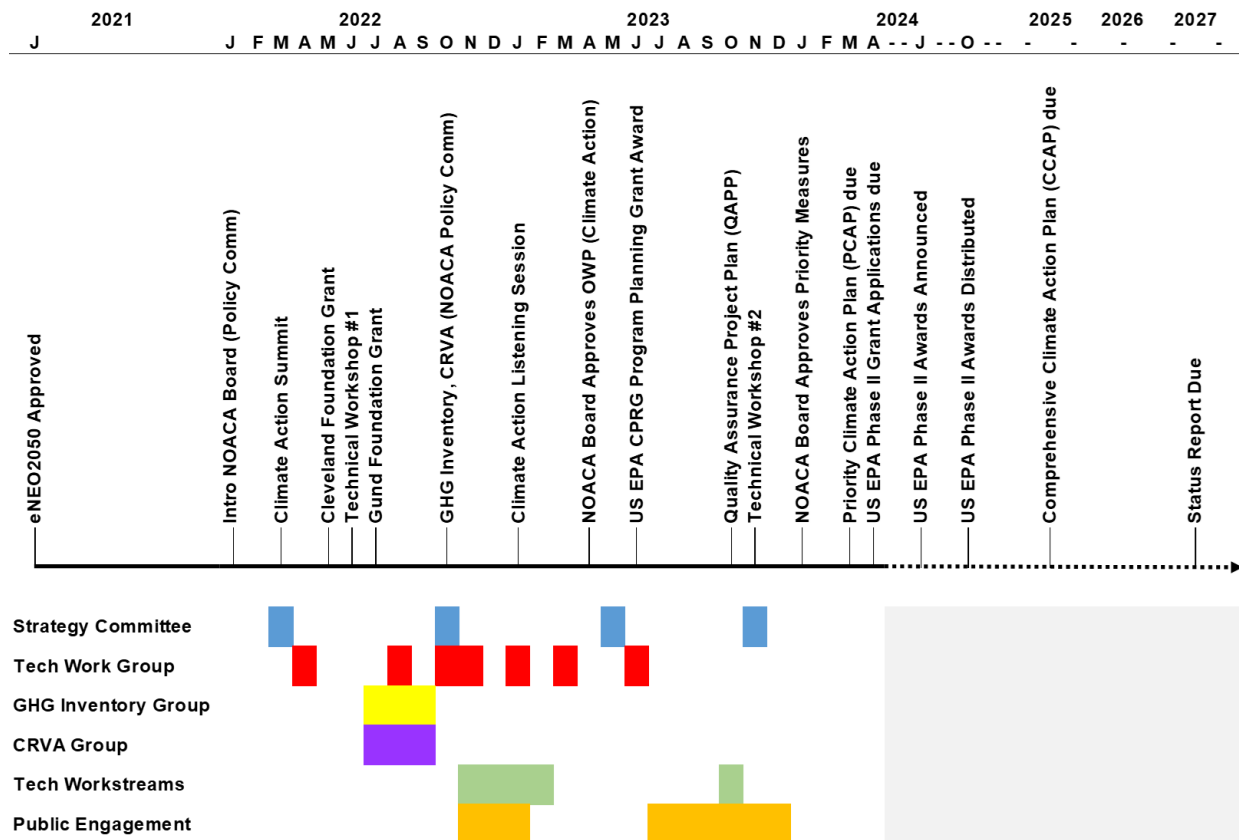 2021 2022 2023 2024 2025 2026 2027
J J F M A M J J A S O N D J F M A M J J A S O N D J F M A - - J - - O - - - - - - - -
eNEO2050 Approved
Intro NOACA Board (Policy Comm)
Climate Action Summit
Cleveland Foundation Grant
Technical Workshop #1
Gund Foundation Grant
GHG Inventory, CRVA (NOACA Policy Comm)
Climate Action Listening Session
NOACA Board Approves OWP (Climate Action)
US EPA CPRG Program Planning Grant Award
Quality Assurance Project Plan (QAPP)
Technical Workshop #2
NOACA Board Approves Priority Measures
Priority Climate Action Plan (PCAP) due
US EPA Phase II Grant Applications due
US EPA Phase II Awards Announced
US EPA Phase II Awards Distributed
Comprehensive Climate Action Plan (CCAP) due
Status Report Due
Strategy Committee
Tech Work Group
GHG Inventory Group
CRVA Group
Tech Workstreams
Public Engagement